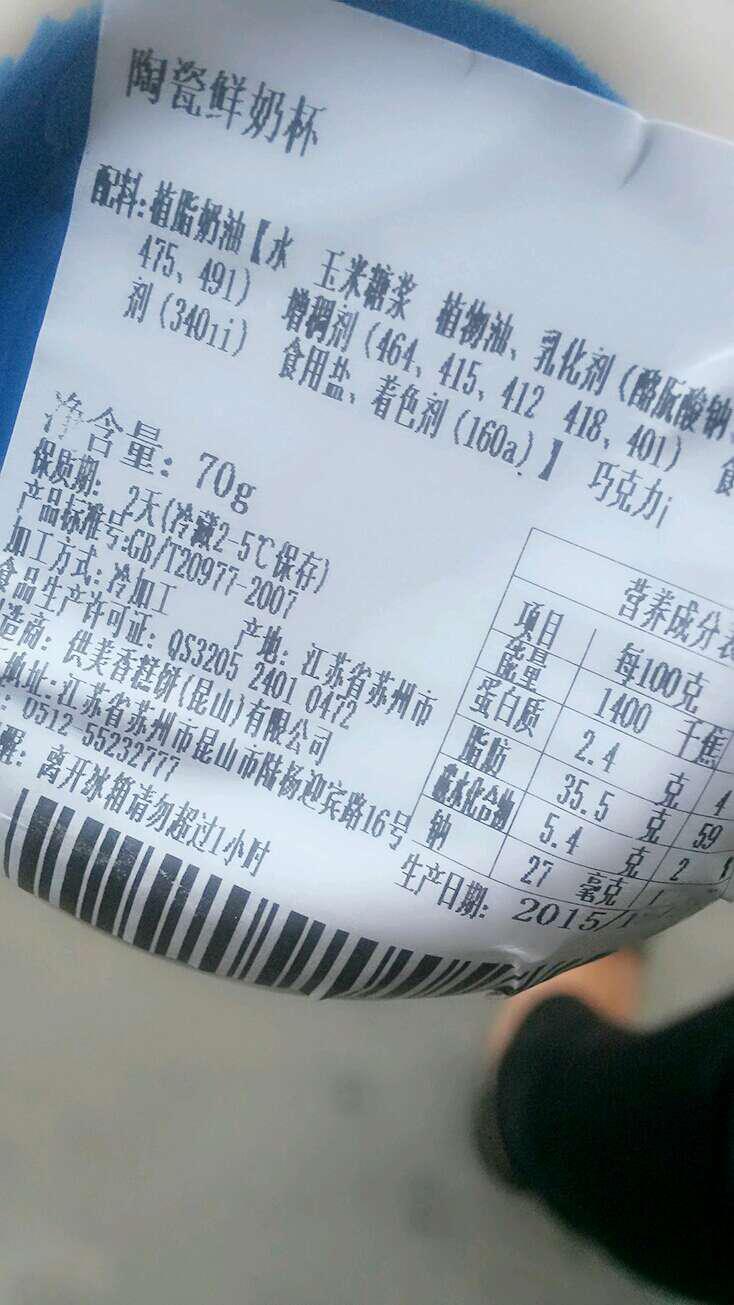 陶瓷鲜奶杯
配料:植脂奶油【水 玉米糖浆 植物油、乳化剂(酪朊酸钠、
475、491) 增稠剂(464、415、412 418、401) 食
剂(340ii) 食用盐、着色剂(160a)】 巧克力
净含量: 70g
保质期: 2天(冷藏2-5℃保存)
产品标准号:GB/T20977-2007
加工方式: 冷加工 产地: 江苏省苏州市
食品生产许可证: QS3205 2401 0472
造商: 供美香糕饼(昆山)有限公司
地址:江苏省苏州市昆山市陆杨迎宾路16号
: 0512-55232777
醒: 离开冰箱请勿超过1小时
营养成分表
项目 每100克
能量 1400 千焦
蛋白质 2.4 克 4
脂肪 35.5 克 59
碳水化合物 5.4 克 2
钠 27 毫克 1
生产日期: 2015/1